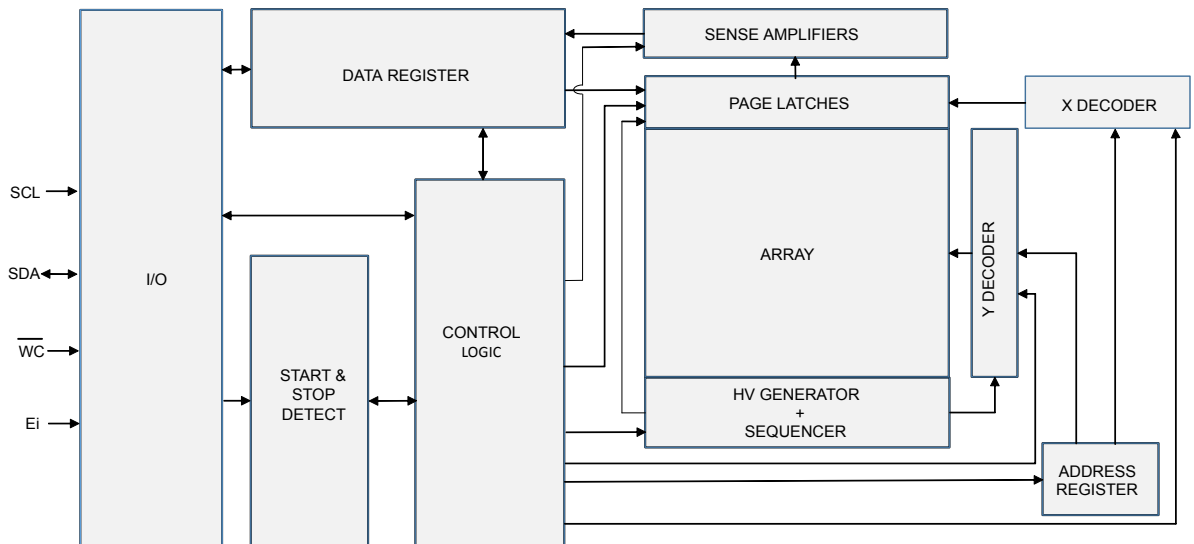 SENSE AMPLIFIERS
DATA REGISTER
PAGE LATCHES
X DECODER
SCL
SDA
WC
Ei
I/O
START &
STOP
DETECT
CONTROL
LOGIC
ARRAY
Y DECODER
HV GENERATOR
+
SEQUENCER
ADDRESS
REGISTER